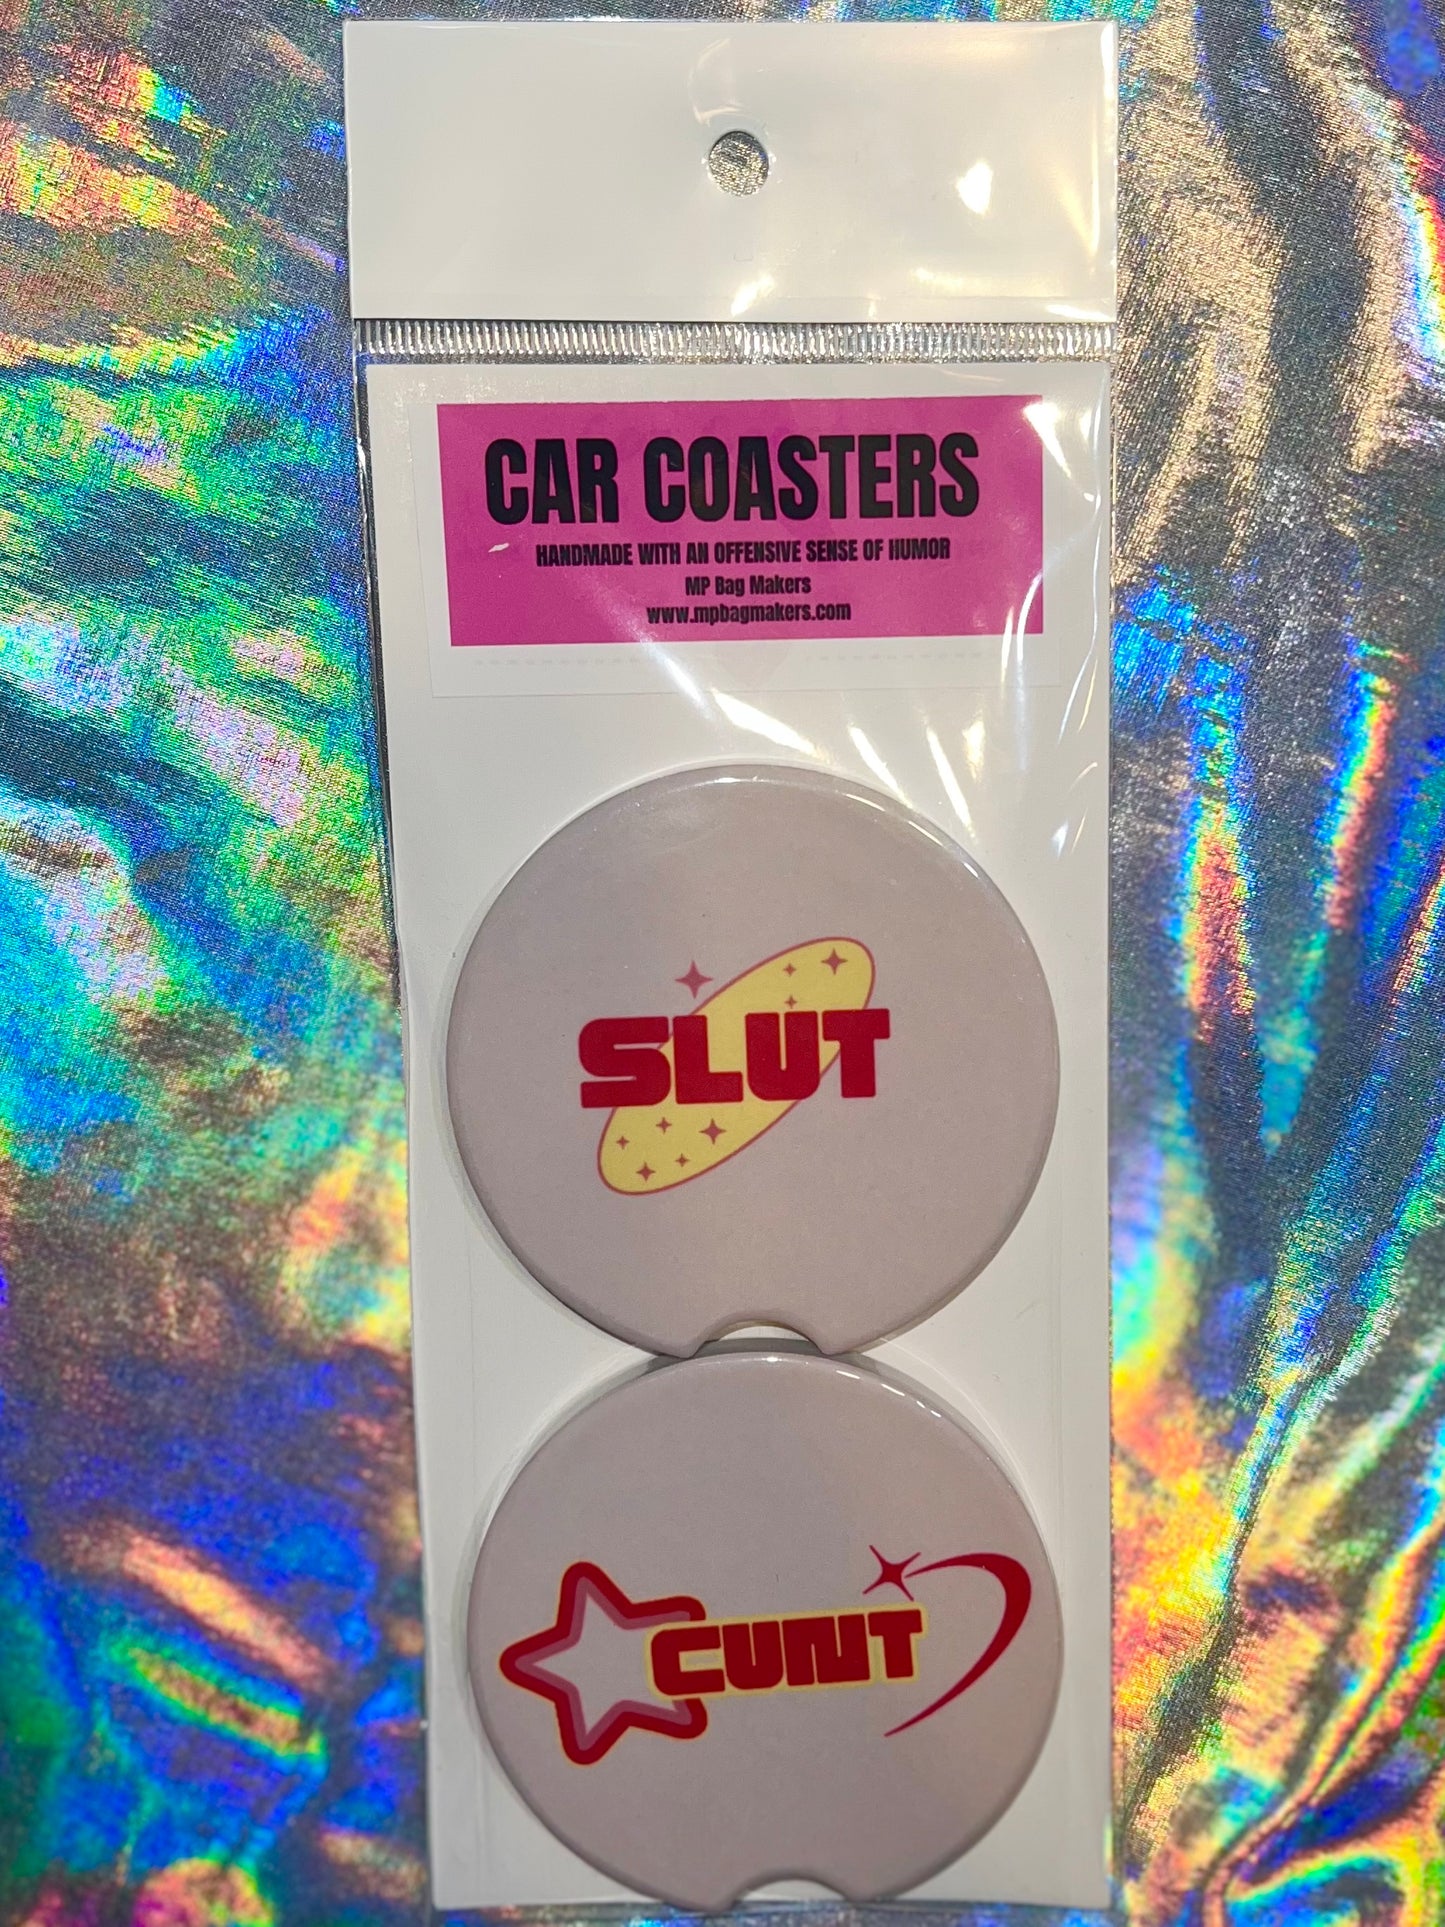 CAR COASTERS
HANDMADE WITH AN OFFENSIVE SENSE OF HUMOR
MP Bag Makers
www.mpbagmakers.com
SLUT
CUNT